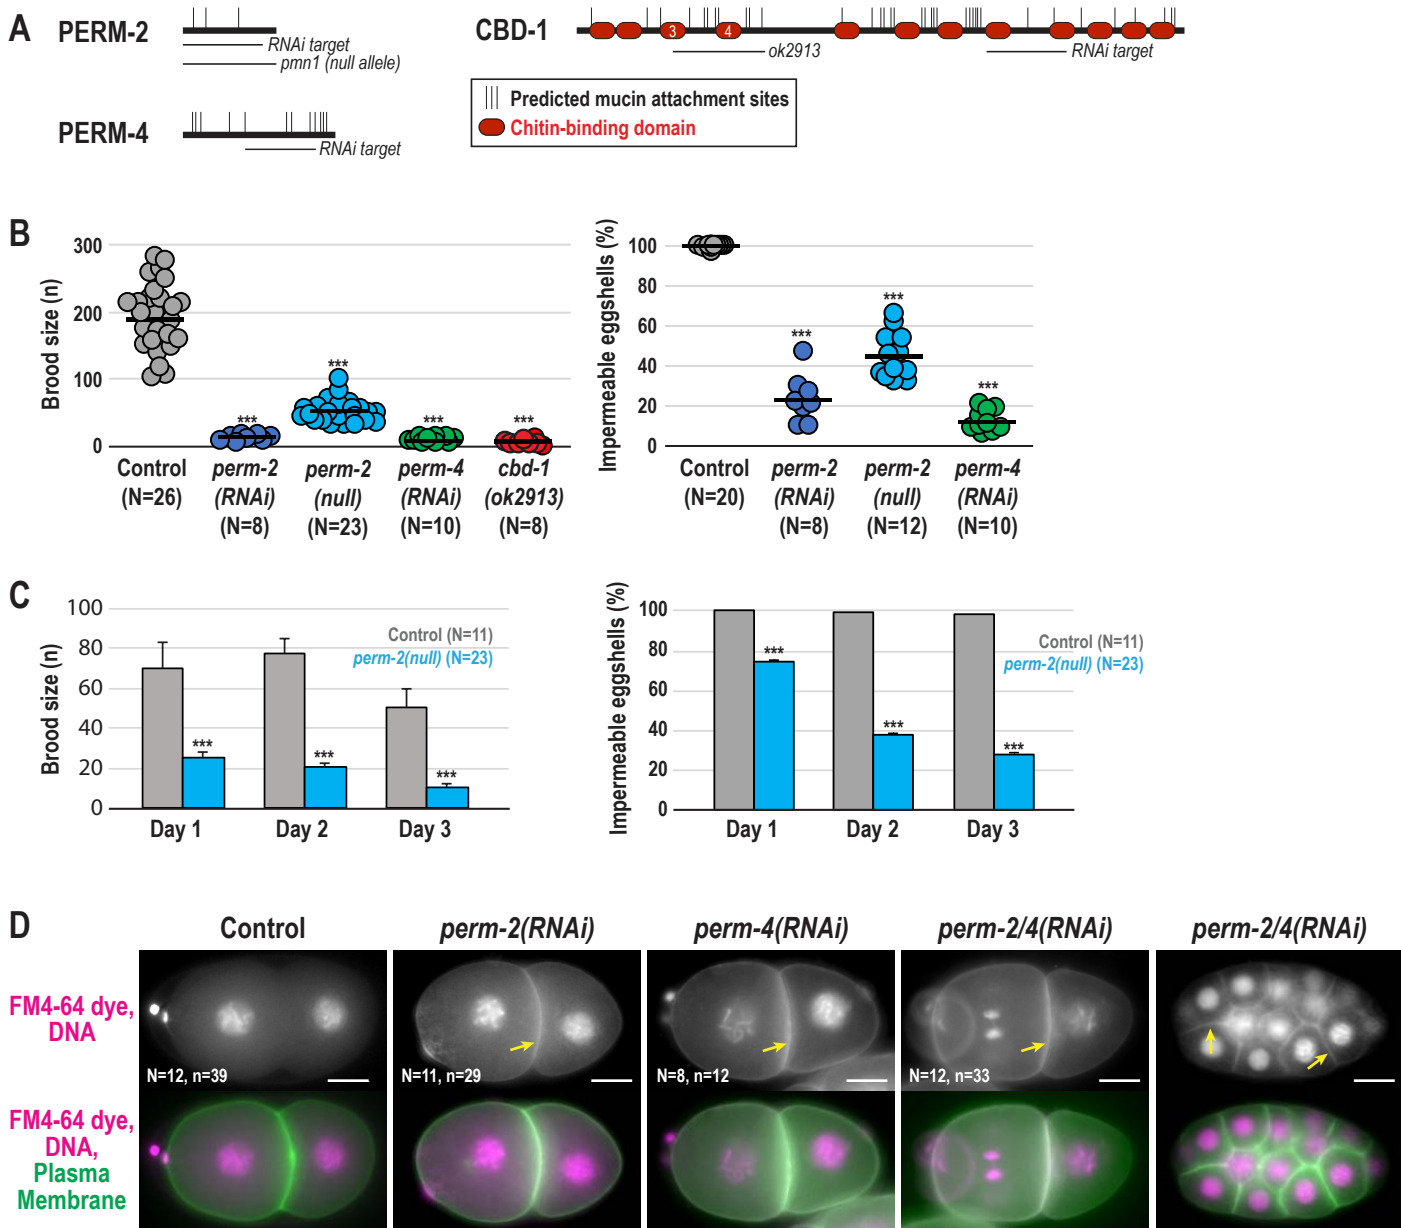 A
PERM-2
RNAi target
pmn1 (null allele)
PERM-4
RNAi target
CBD-1
3
4
ok2913
RNAi target
Predicted mucin attachment sites
Chitin-binding domain
B
Brood size (n)
300
200
100
0
***
***
***
***
Control
(N=26)
perm-2
(RNAi)
(N=8)
perm-2
(null)
(N=23)
perm-4
(RNAi)
(N=10)
cbd-1
(ok2913)
(N=8)
Impermeable eggshells (%)
100
80
60
40
20
0
***
***
***
Control
(N=20)
perm-2
(RNAi)
(N=8)
perm-2
(null)
(N=12)
perm-4
(RNAi)
(N=10)
C
Brood size (n)
100
80
60
40
20
0
Control (N=11)
perm-2(null) (N=23)
***
***
***
Day 1
Day 2
Day 3
Impermeable eggshells (%)
100
80
60
40
20
0
Control (N=11)
perm-2(null) (N=23)
***
***
***
Day 1
Day 2
Day 3
D
Control
perm-2(RNAi)
perm-4(RNAi)
perm-2/4(RNAi)
perm-2/4(RNAi)
FM4-64 dye,
DNA
N=12, n=39
N=11, n=29
N=8, n=12
N=12, n=33
FM4-64 dye,
DNA,
Plasma
Membrane